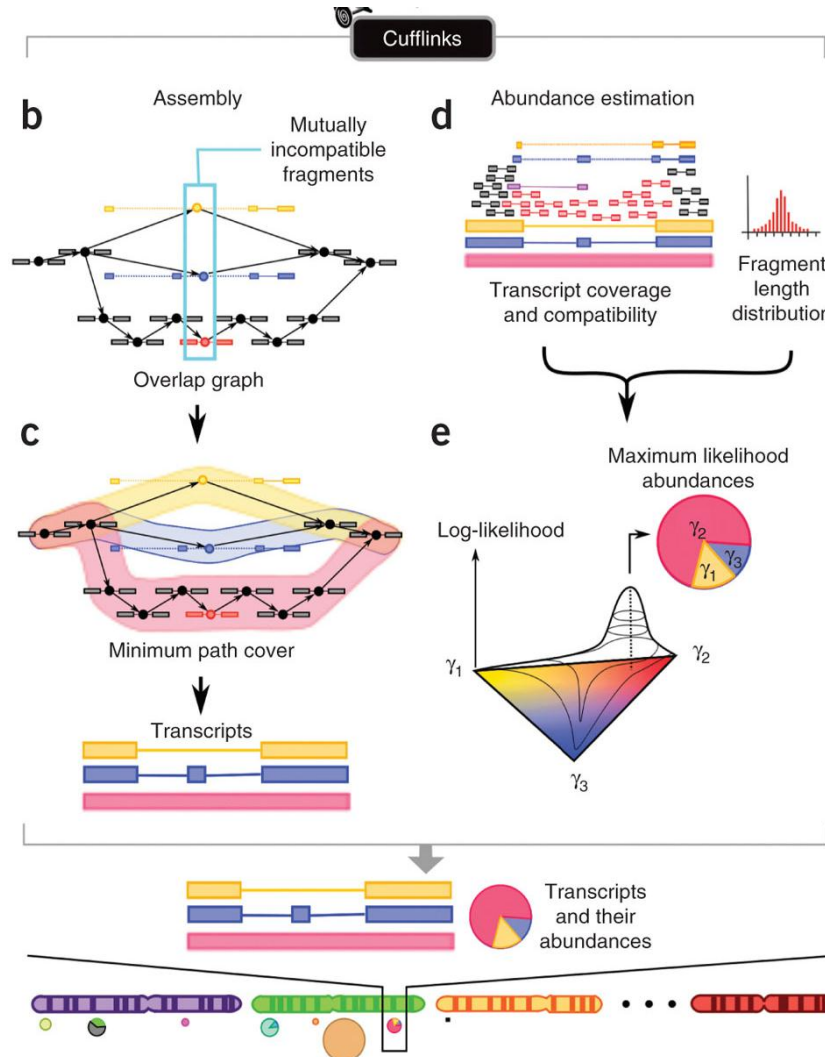 Cufflinks
b
Assembly
Mutually
incompatible
fragments
Overlap graph
c
Minimum path cover
Transcripts
d
Abundance estimation
Transcript coverage
and compatibility
Fragment
length
distribution
e
Maximum likelihood
abundances
Log-likelihood
γ2
γ1
γ3
γ1
γ2
γ3
Transcripts
and their
abundances